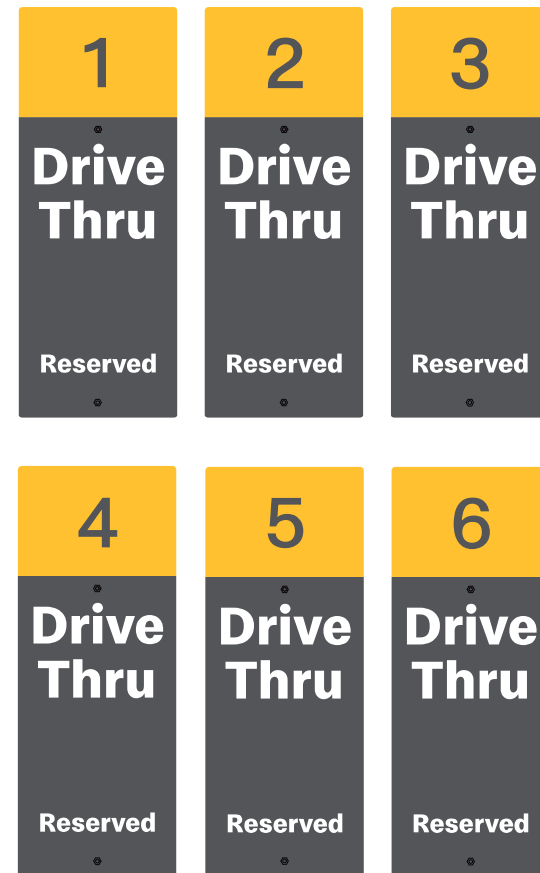 1
Drive
Thru
Reserved
2
Drive
Thru
Reserved
3
Drive
Thru
Reserved
4
Drive
Thru
Reserved
5
Drive
Thru
Reserved
6
Drive
Thru
Reserved